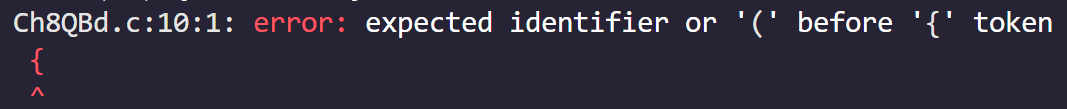 Ch8QBd.c:10:1: error: expected identifier or '(' before '{' token
{
^